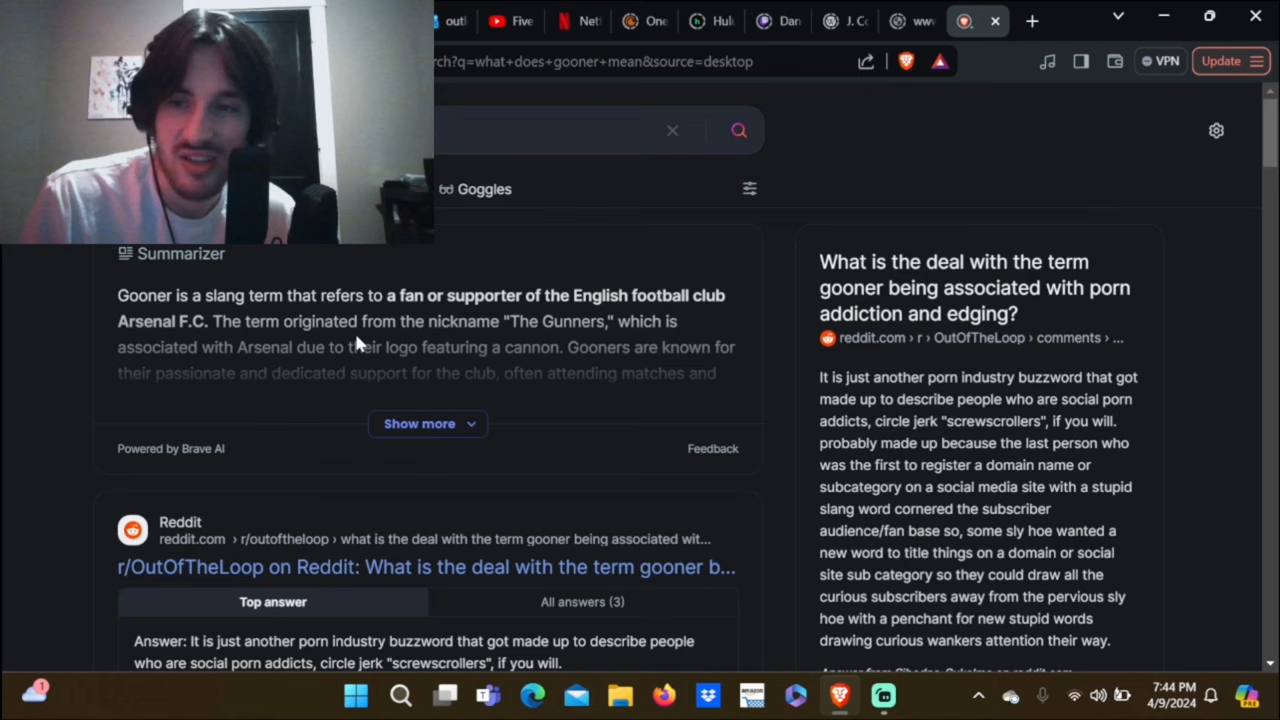 outl
Five
Net
One
Hul
Dan
J. Co
www
rch?q=what+does+gooner+mean&source=desktop
VPN
Update
Goggles
Summarizer
Gooner is a slang term that refers to a fan or supporter of the English football club
Arsenal F.C. The term originated from the nickname "The Gunners," which is
associated with Arsenal due to their logo featuring a cannon. Gooners are known for
their passionate and dedicated support for the club, often attending matches and
Show more
Powered by Brave AI
Feedback
Reddit
reddit.com › r/outoftheloop › what is the deal with the term gooner being associated wit...
r/OutOfTheLoop on Reddit: What is the deal with the term gooner b...
Top answer
All answers (3)
Answer: It is just another porn industry buzzword that got made up to describe people
who are social porn addicts, circle jerk "screwscrollers", if you will.
What is the deal with the term
gooner being associated with porn
addiction and edging?
reddit.com › r › OutOfTheLoop › comments › ...
It is just another porn industry buzzword that got
made up to describe people who are social porn
addicts, circle jerk "screwscrollers", if you will.
probably made up because the last person who
was the first to register a domain name or
subcategory on a social media site with a stupid
slang word cornered the subscriber
audience/fan base so, some sly hoe wanted a
new word to title things on a domain or social
site sub category so they could draw all the
curious subscribers away from the pervious sly
hoe with a penchant for new stupid words
drawing curious wankers attention their way.
1
amazon
7:44 PM
4/9/2024
PRE